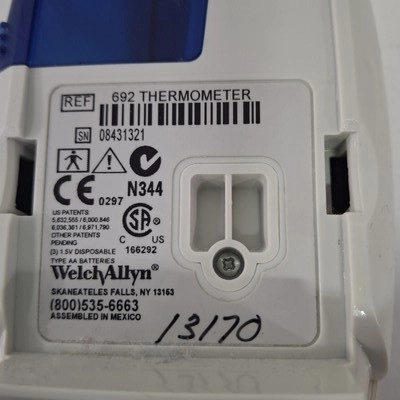 REF 692 THERMOMETER
SN 08431321
N344
CE 0297
US PATENTS:
5,632,555 / 6,000,846
6,036,361 / 6,971,790
OTHER PATENTS
PENDING
(3) 1.5V DISPOSABLE
TYPE AA BATTERIES
C US
166292
WelchAllyn®
SKANEATELES FALLS, NY 13153
(800)535-6663
ASSEMBLED IN MEXICO
13170